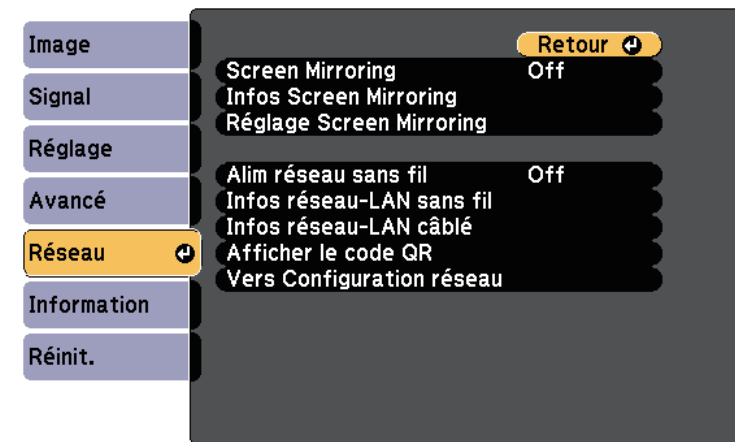 Image
Signal
Réglage
Avancé
Réseau
Information
Réinit.
Retour
Screen Mirroring Off
Infos Screen Mirroring
Réglage Screen Mirroring
Alim réseau sans fil Off
Infos réseau-LAN sans fil
Infos réseau-LAN câblé
Afficher le code QR
Vers Configuration réseau